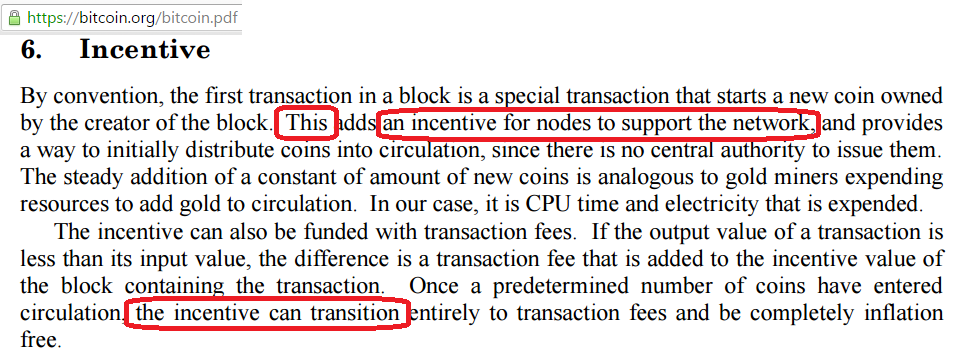 https://bitcoin.org/bitcoin.pdf
6. Incentive
By convention, the first transaction in a block is a special transaction that starts a new coin owned
by the creator of the block. This adds an incentive for nodes to support the network, and provides
a way to initially distribute coins into circulation, since there is no central authority to issue them.
The steady addition of a constant of amount of new coins is analogous to gold miners expending
resources to add gold to circulation. In our case, it is CPU time and electricity that is expended.
The incentive can also be funded with transaction fees. If the output value of a transaction is
less than its input value, the difference is a transaction fee that is added to the incentive value of
the block containing the transaction. Once a predetermined number of coins have entered
circulation, the incentive can transition entirely to transaction fees and be completely inflation
free.